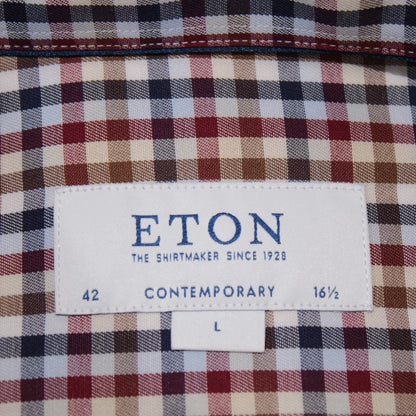 ETON
THE SHIRTMAKER SINCE 1928
42 CONTEMPORARY 16½
L